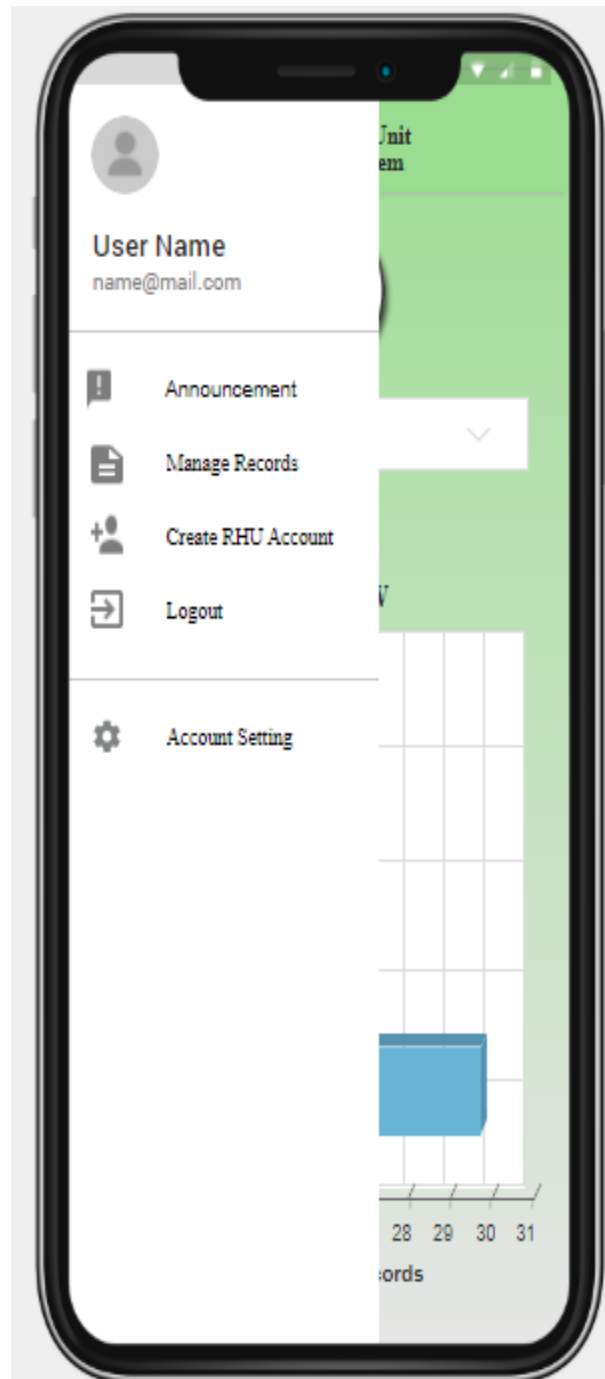 User Name
name@mail.com
Announcement
Manage Records
Create RHU Account
Logout
Account Setting
Unit
em
W
28 29 30 31
ords